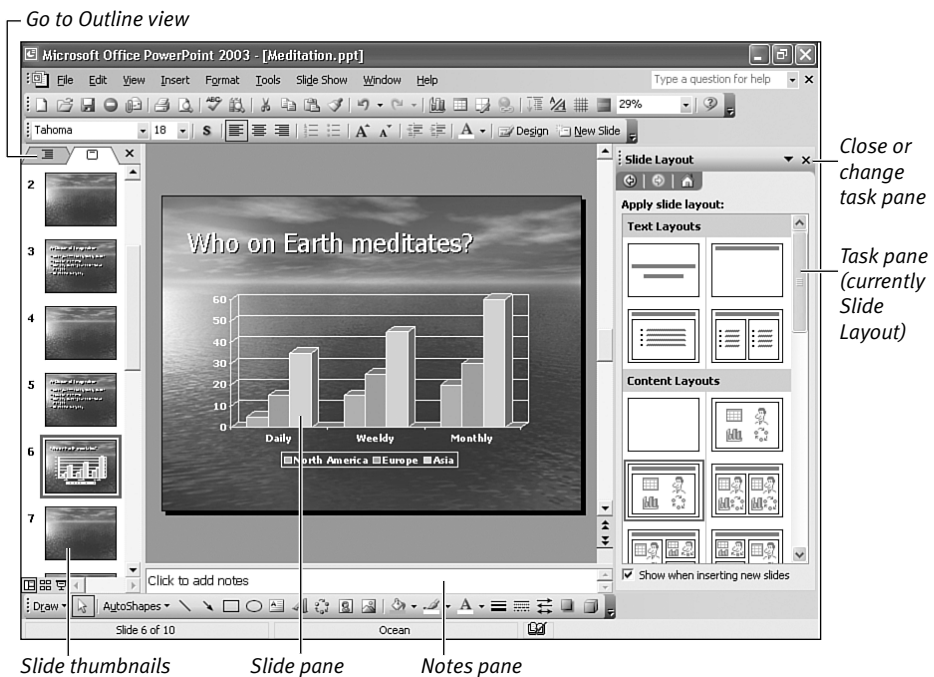 Go to Outline view
Microsoft Office PowerPoint 2003 - [Meditation.ppt]
File Edit View Insert Format Tools Slide Show Window Help
Type a question for help
29%
Tahoma 18 S A A A Design New Slide
2
3
4
5
6
7
Who on Earth meditates?
60
50
40
30
20
10
0
Daily Weekly Monthly
North America Europe Asia
Slide Layout
Apply slide layout:
Text Layouts
Content Layouts
Show when inserting new slides
Close or
change
task pane
Task pane
(currently
Slide
Layout)
Click to add notes
Draw AutoShapes A
Slide 6 of 10 Ocean
Slide thumbnails Slide pane Notes pane